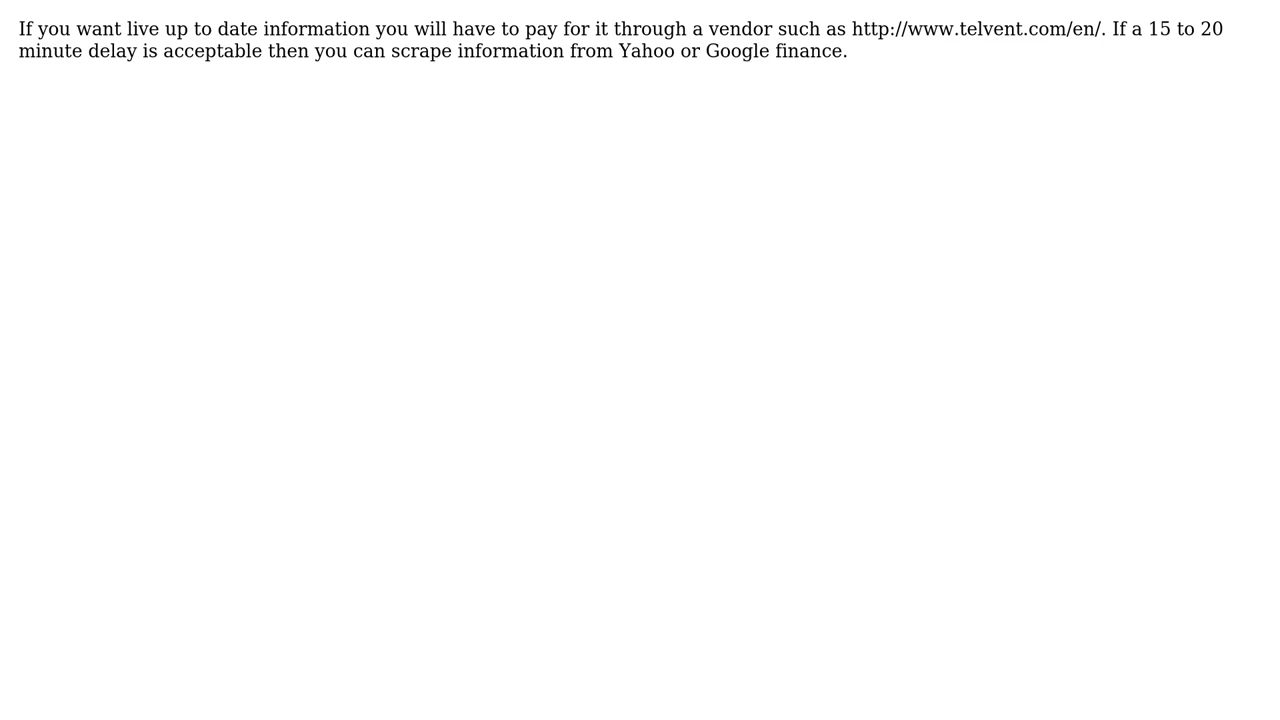 If you want live up to date information you will have to pay for it through a vendor such as http://www.telvent.com/en/. If a 15 to 20
minute delay is acceptable then you can scrape information from Yahoo or Google finance.